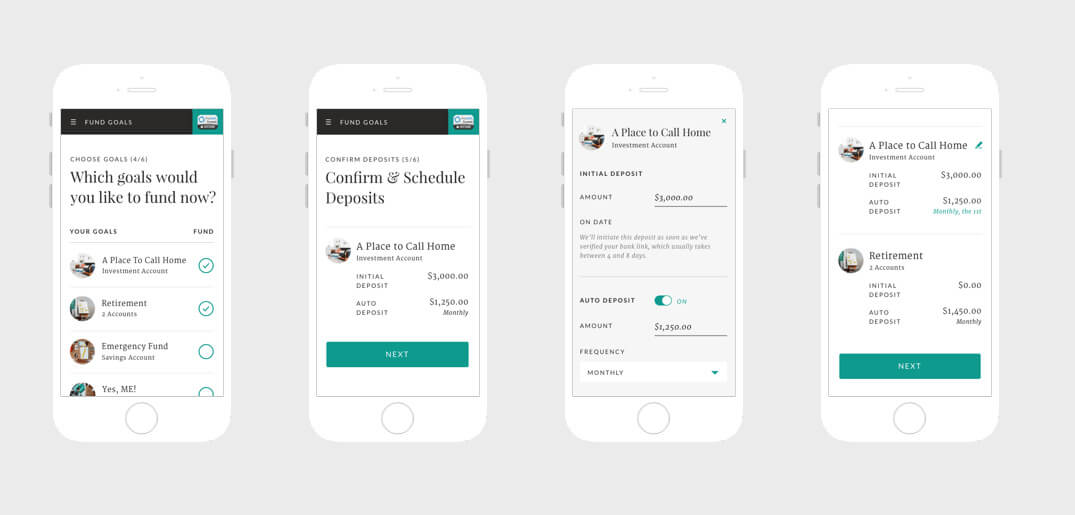 FUND GOALS
CHOOSE GOALS (4/6)
Which goals would
you like to fund now?
YOUR GOALS FUND
A Place To Call Home
Investment Account
Retirement
2 Accounts
Emergency Fund
Savings Account
Yes, ME!
FUND GOALS
CONFIRM DEPOSITS (5/6)
Confirm & Schedule
Deposits
A Place to Call Home
Investment Account
INITIAL DEPOSIT $3,000.00
AUTO DEPOSIT $1,250.00
Monthly
NEXT
A Place to Call Home
Investment Account
INITIAL DEPOSIT
AMOUNT $3,000.00
ON DATE
We'll initiate this deposit as soon as we've
verified your bank link, which usually takes
between 4 and 8 days.
AUTO DEPOSIT ON
AMOUNT $1,250.00
FREQUENCY
MONTHLY
A Place to Call Home
Investment Account
INITIAL DEPOSIT $3,000.00
AUTO DEPOSIT $1,250.00
Monthly, the 1st
Retirement
2 Accounts
INITIAL DEPOSIT $0.00
AUTO DEPOSIT $1,450.00
Monthly
NEXT